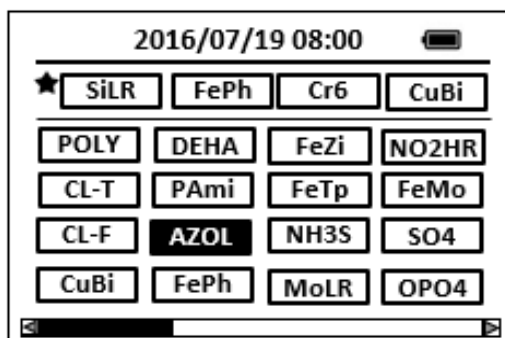 2016/07/19 08:00
SiLR FePh Cr6 CuBi
POLY DEHA FeZi NO2HR
CL-T PAmi FeTp FeMo
CL-F AZOL NH3S SO4
CuBi FePh MoLR OPO4